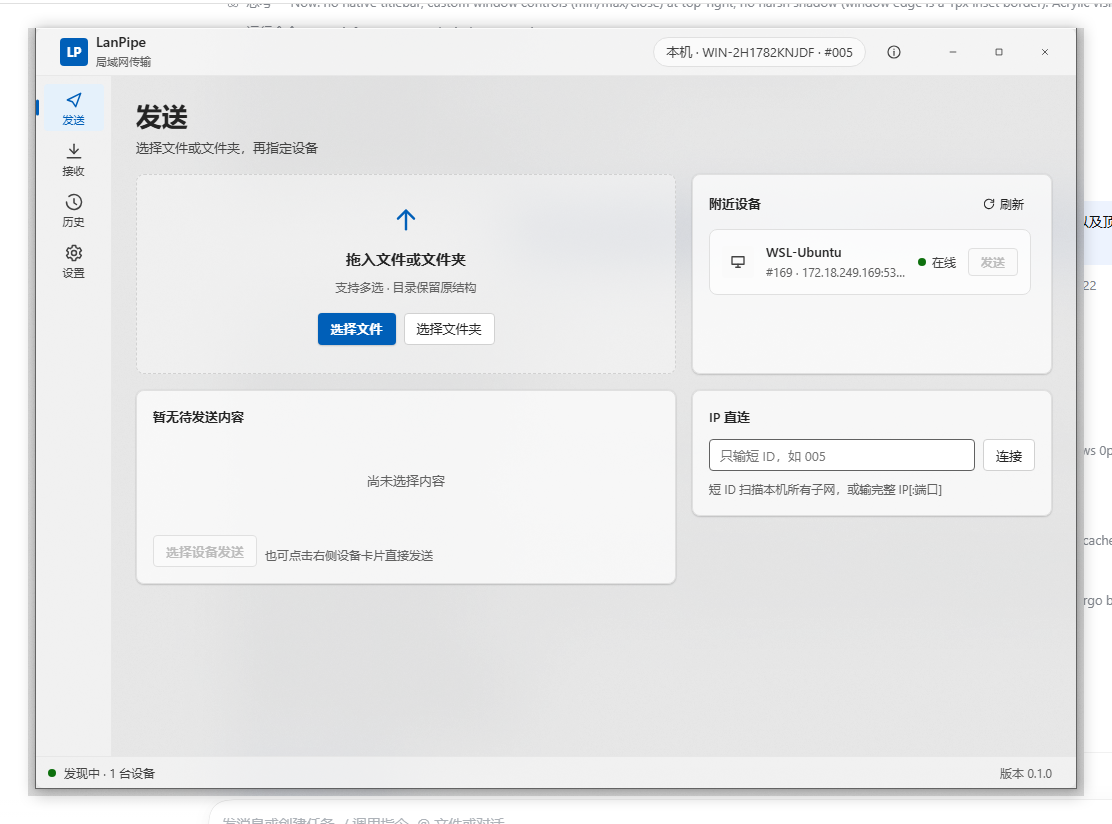 LP
LanPipe
局域网传输
本机 · WIN-2H1782KNJDF · #005
发送
接收
历史
设置
发送
选择文件或文件夹，再指定设备
拖入文件或文件夹
支持多选 · 目录保留原结构
选择文件
选择文件夹
附近设备
刷新
WSL-Ubuntu
#169 · 172.18.249.169:53...
在线
发送
暂无待发送内容
尚未选择内容
选择设备发送
也可点击右侧设备卡片直接发送
IP 直连
只输短 ID，如 005
连接
短 ID 扫描本机所有子网，或输完整 IP[:端口]
发现中 · 1 台设备
版本 0.1.0
以及顶
22
ws 0p
cache
rgo b